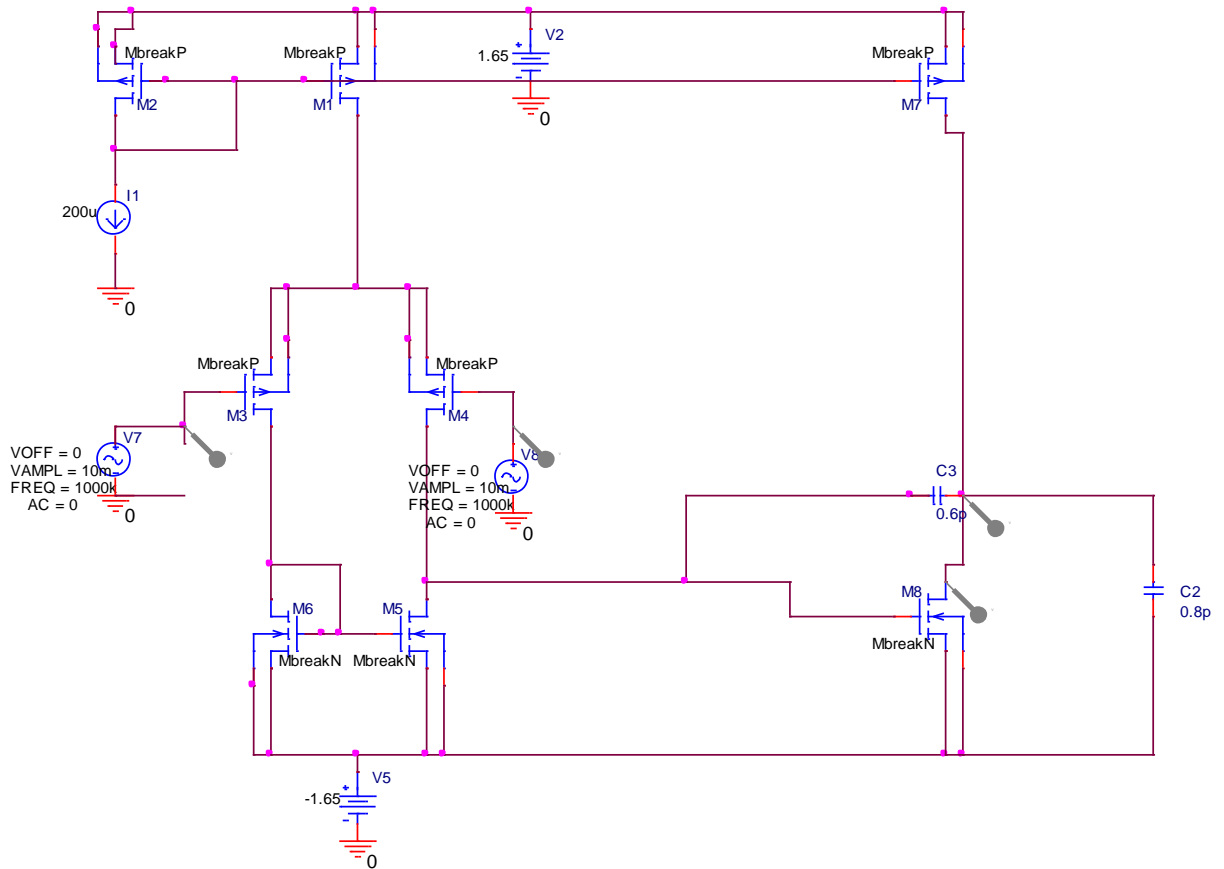 V2
MbreakP
MbreakP
1.65
MbreakP
M2
M1
M7
0
I1
200u
0
MbreakP
MbreakP
M3
M4
V7
VOFF = 0
VAMPL = 10m
FREQ = 1000k
AC = 0
0
V8
VOFF = 0
VAMPL = 10m
FREQ = 1000k
AC = 0
0
C3
0.6p
M8
C2
0.8p
MbreakN
M6
M5
MbreakN
MbreakN
V5
-1.65
0